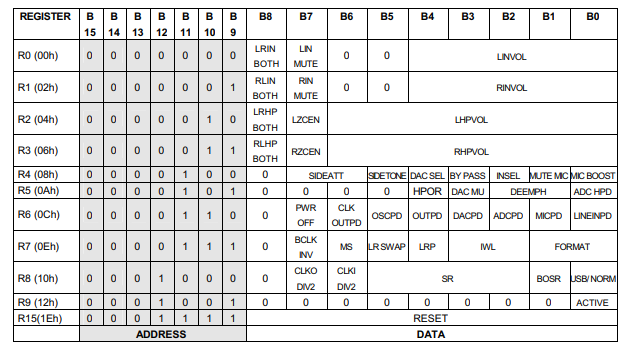 REGISTER B 15 B 14 B 13 B 12 B 11 B 10 B 9 B8 B7 B6 B5 B4 B3 B2 B1 B0
R0 (00h) 0 0 0 0 0 0 0 LRIN BOTH LIN MUTE 0 0 LINVOL
R1 (02h) 0 0 0 0 0 0 1 RLIN BOTH RIN MUTE 0 0 RINVOL
R2 (04h) 0 0 0 0 0 1 0 LRHP BOTH LZCEN LHPVOL
R3 (06h) 0 0 0 0 0 1 1 RLHP BOTH RZCEN RHPVOL
R4 (08h) 0 0 0 0 1 0 0 0 SIDEATT SIDETONE DAC SEL BY PASS INSEL MUTE MIC MIC BOOST
R5 (0Ah) 0 0 0 0 1 0 1 0 0 0 0 HPOR DAC MU DEEMPH ADC HPD
R6 (0Ch) 0 0 0 0 1 1 0 0 PWR OFF CLK OUTPD OSCPD OUTPD DACPD ADCPD MICPD LINEINPD
R7 (0Eh) 0 0 0 0 1 1 1 0 BCLK INV MS LR SWAP LRP IWL FORMAT
R8 (10h) 0 0 0 1 0 0 0 0 CLKO DIV2 CLKI DIV2 SR BOSR USB/ NORM
R9 (12h) 0 0 0 1 0 0 1 0 0 0 0 0 0 0 0 ACTIVE
R15(1Eh) 0 0 0 1 1 1 1 RESET
ADDRESS DATA